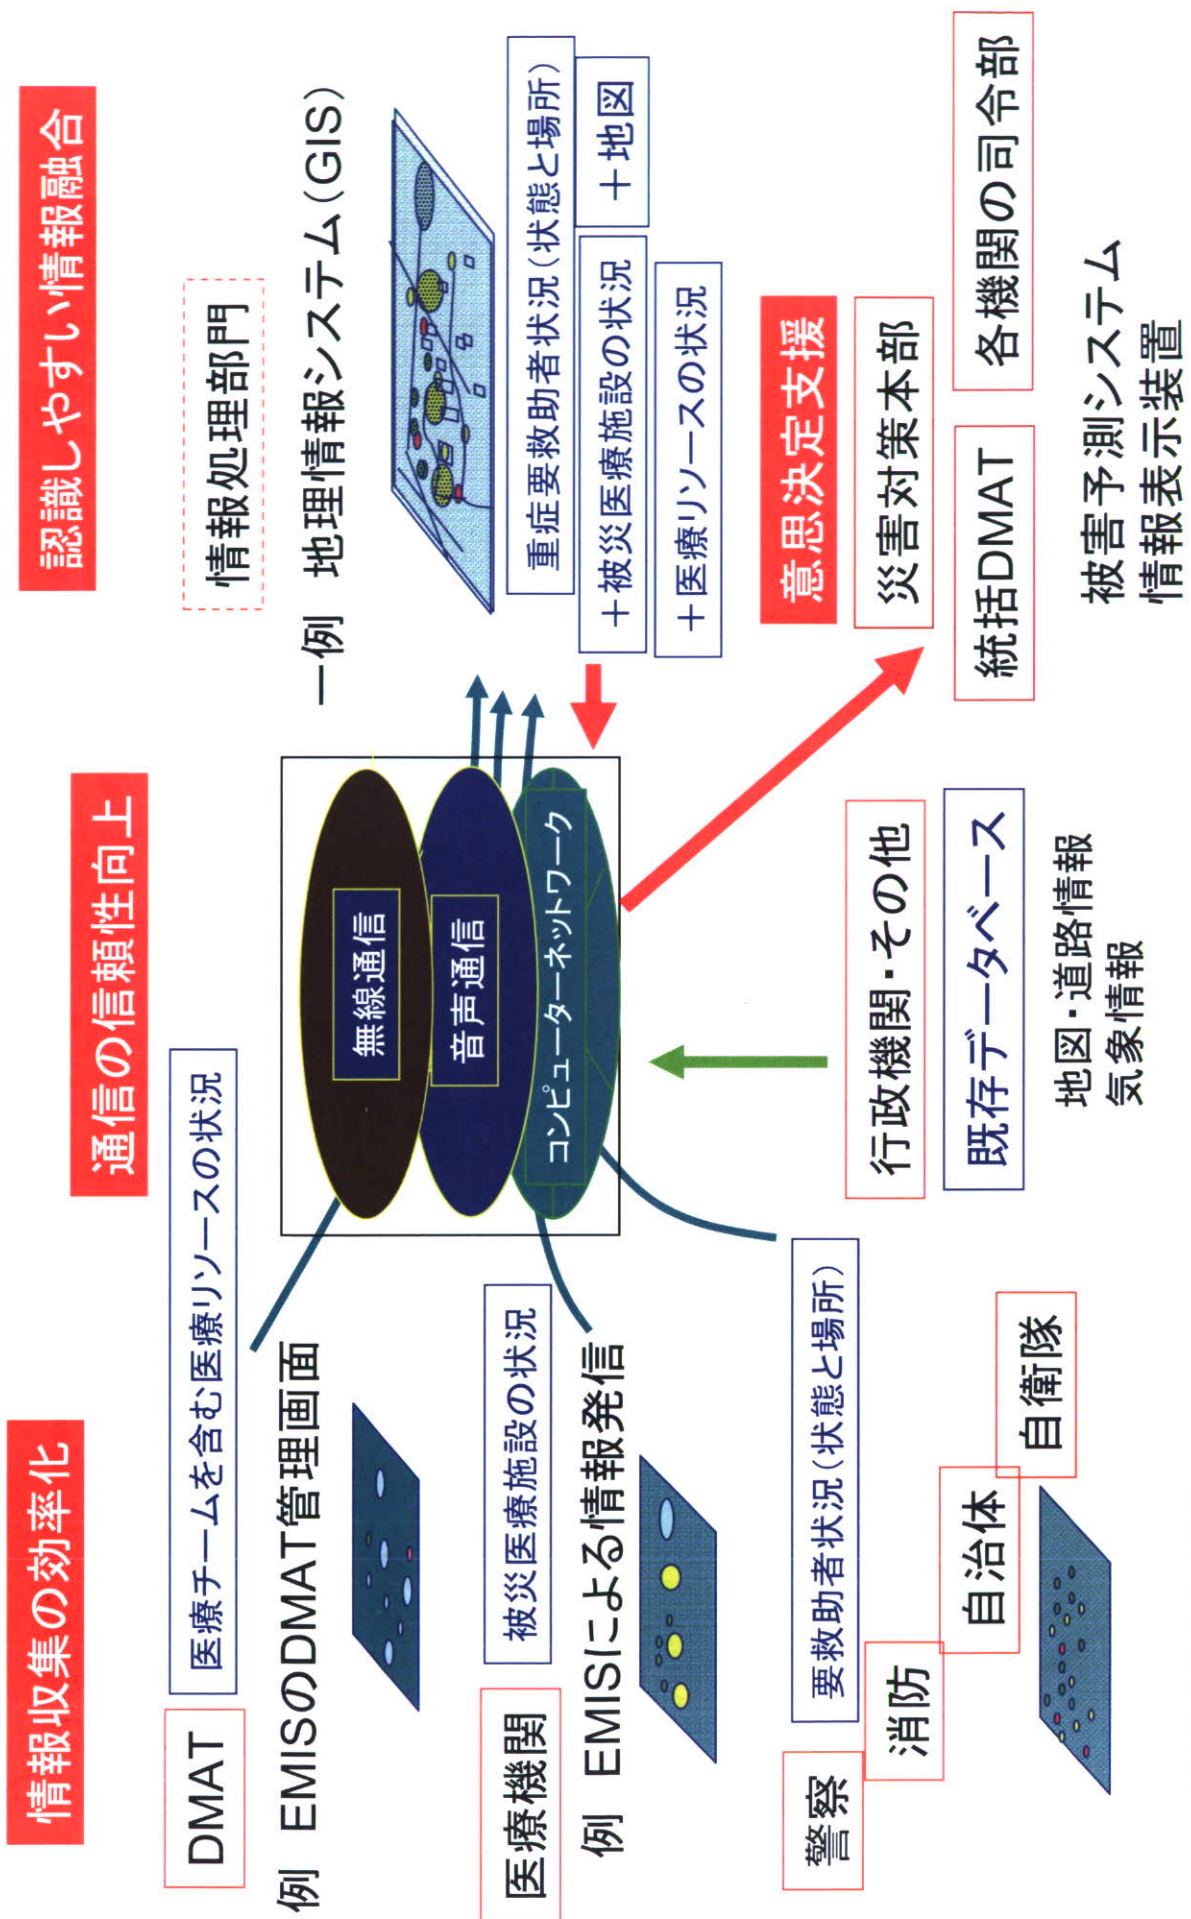 情報収集の効率化
通信の信頼性向上
認識しやすい情報融合
DMAT
医療チームを含む医療リソースの状況
例 EMISのDMAT管理画面
医療機関
被災医療施設の状況
例 EMISによる情報発信
警察
消防
自治体
自衛隊
要救助者状況(状態と場所)
無線通信
音声通信
コンピューターネットワーク
行政機関・その他
既存データベース
地図・道路情報
気象情報
情報処理部門
一例 地理情報システム(GIS)
重症要救助者状況(状態と場所)
+被災医療施設の状況
+地図
+医療リソースの状況
意思決定支援
災害対策本部
統括DMAT
各機関の司令部
被害予測システム
情報表示装置